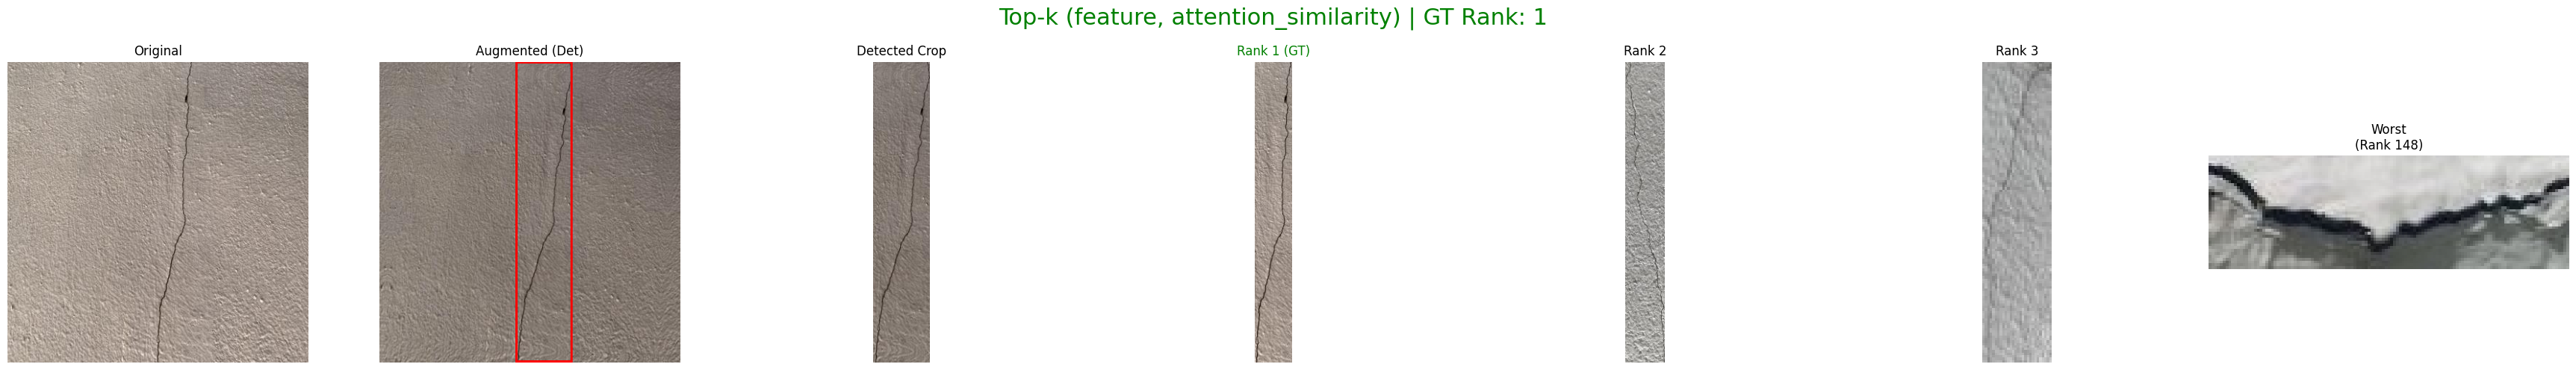 Top-k (feature, attention_similarity) | GT Rank: 1
Original
Augmented (Det)
Detected Crop
Rank 1 (GT)
Rank 2
Rank 3
Worst
(Rank 148)